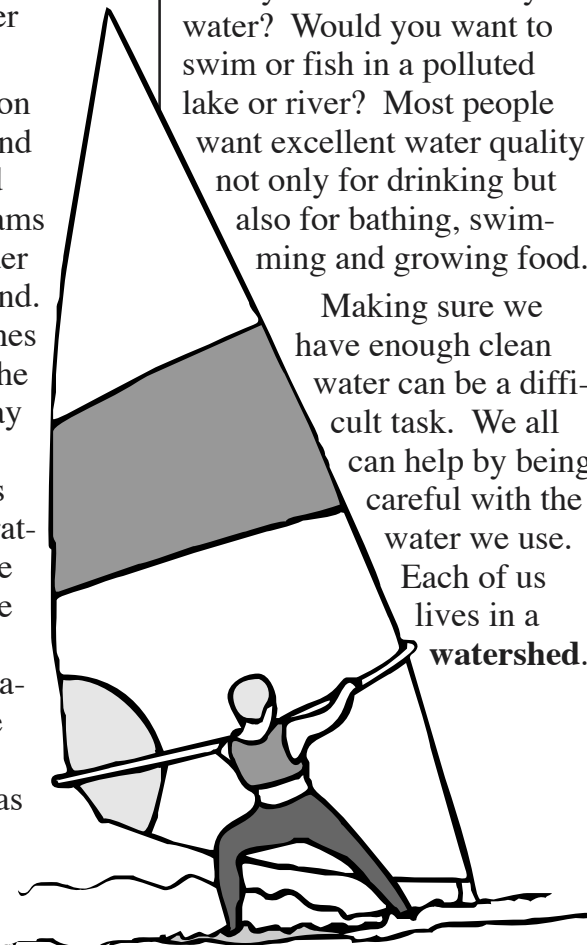 water? Would you want to
swim or fish in a polluted
lake or river? Most people
want excellent water quality
not only for drinking but
also for bathing, swim-
ming and growing food.
Making sure we
have enough clean
water can be a diffi-
cult task. We all
can help by being
careful with the
water we use.
Each of us
lives in a
watershed.